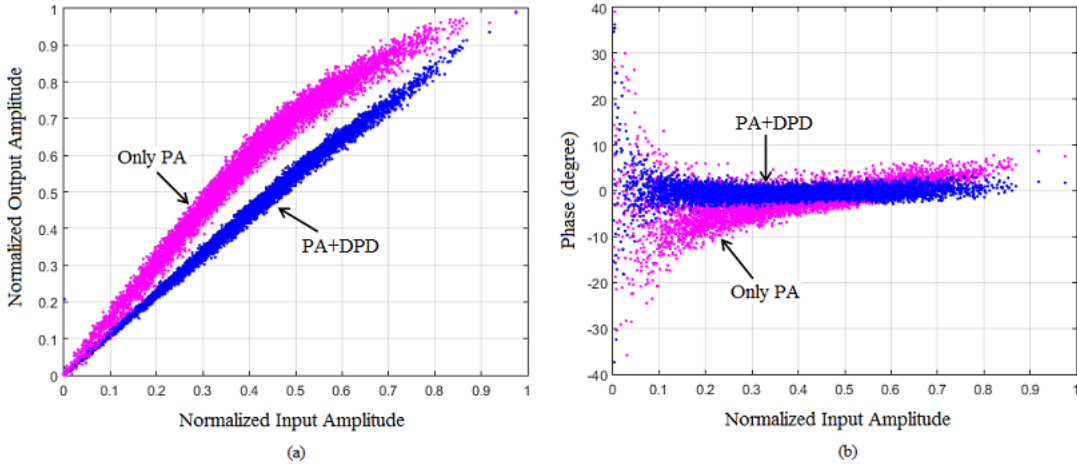 Normalized Output Amplitude
1
0.9
0.8
0.7
0.6
0.5
0.4
0.3
0.2
0.1
0
Only PA
PA+DPD
0 0.1 0.2 0.3 0.4 0.5 0.6 0.7 0.8 0.9 1
Normalized Input Amplitude
(a)
Phase (degree)
40
30
20
10
0
-10
-20
-30
-40
PA+DPD
Only PA
0 0.1 0.2 0.3 0.4 0.5 0.6 0.7 0.8 0.9 1
Normalized Input Amplitude
(b)